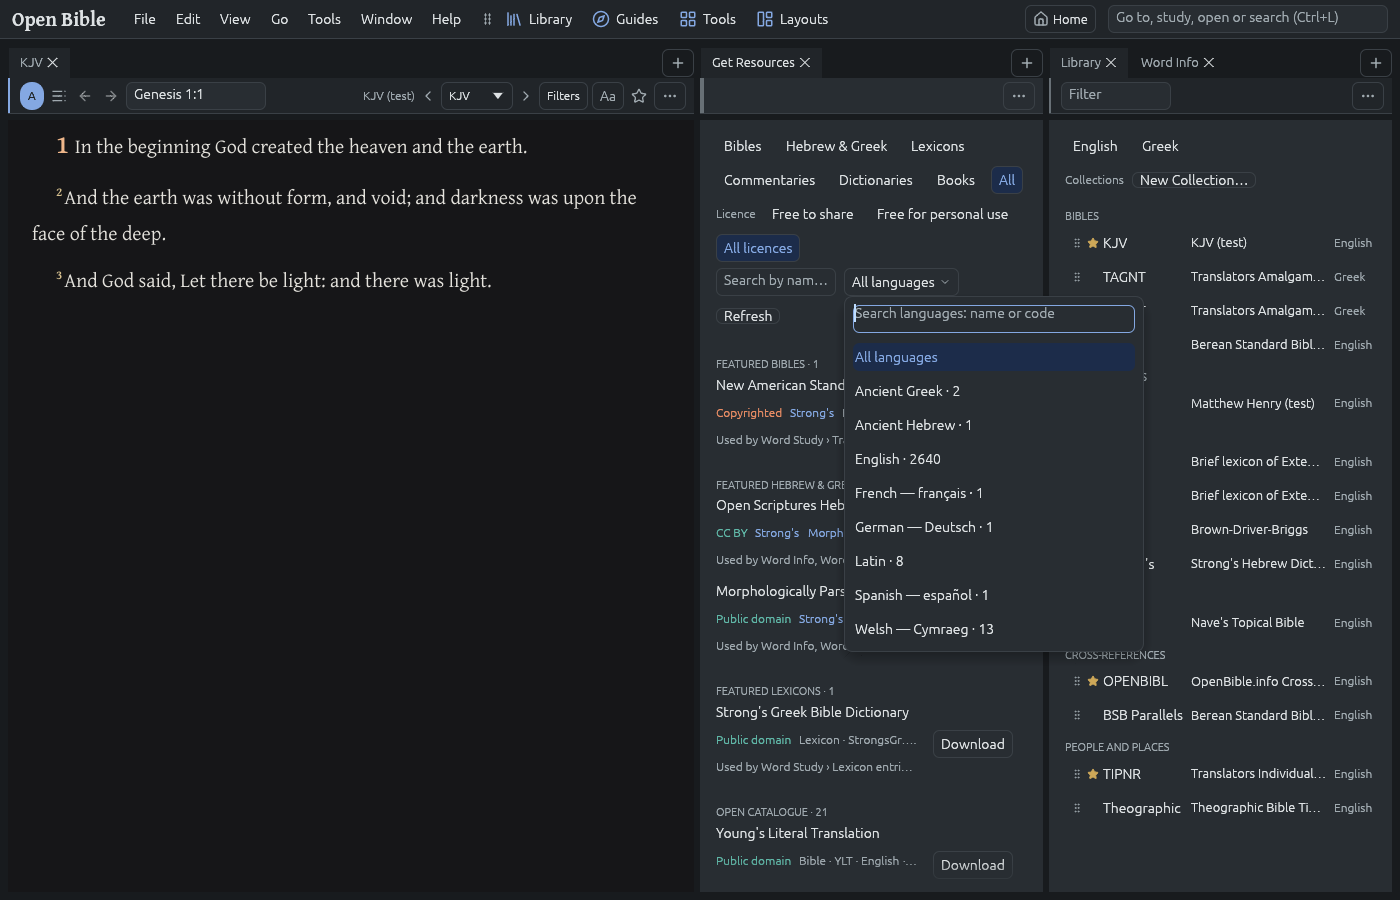 Open Bible File Edit View Go Tools Window Help Library Guides Tools Layouts Home Go to, study, open or search (Ctrl+L)
KJV
A Genesis 1:1 KJV (test) KJV Filters Aa
1 In the beginning God created the heaven and the earth.
2 And the earth was without form, and void; and darkness was upon the
face of the deep.
3 And God said, Let there be light: and there was light.
Get Resources
Bibles Hebrew & Greek Lexicons
Commentaries Dictionaries Books All
Licence Free to share Free for personal use
All licences
Search by nam… All languages
Refresh
Search languages: name or code
All languages
Ancient Greek · 2
Ancient Hebrew · 1
English · 2640
French — français · 1
German — Deutsch · 1
Latin · 8
Spanish — español · 1
Welsh — Cymraeg · 13
FEATURED BIBLES · 1
New American Stand
Copyrighted Strong's
Used by Word Study ›
FEATURED HEBREW &
Open Scriptures Heb
CC BY Strong's Morph
Used by Word Info,
Morphologically Pars
Public domain Strong's
Used by Word Info,
FEATURED LEXICONS · 1
Strong's Greek Bible Dictionary
Public domain Lexicon · StrongsGr… Download
Used by Word Study › Lexicon entri…
OPEN CATALOGUE · 21
Young's Literal Translation
Public domain Bible · YLT · English ·… Download
Library Word Info
Filter
English Greek
Collections New Collection…
BIBLES
KJV KJV (test) English
TAGNT Translators Amalgam… Greek
Translators Amalgam… Greek
Berean Standard Bibl… English
Matthew Henry (test) English
Brief lexicon of Exte… English
Brief lexicon of Exte… English
Brown-Driver-Briggs English
's Strong's Hebrew Dict… English
Nave's Topical Bible English
CROSS-REFERENCES
OPENBIBL OpenBible.info Cross… English
BSB Parallels Berean Standard Bibl… English
PEOPLE AND PLACES
TIPNR Translators Individual… English
Theographic Theographic Bible Ti… English